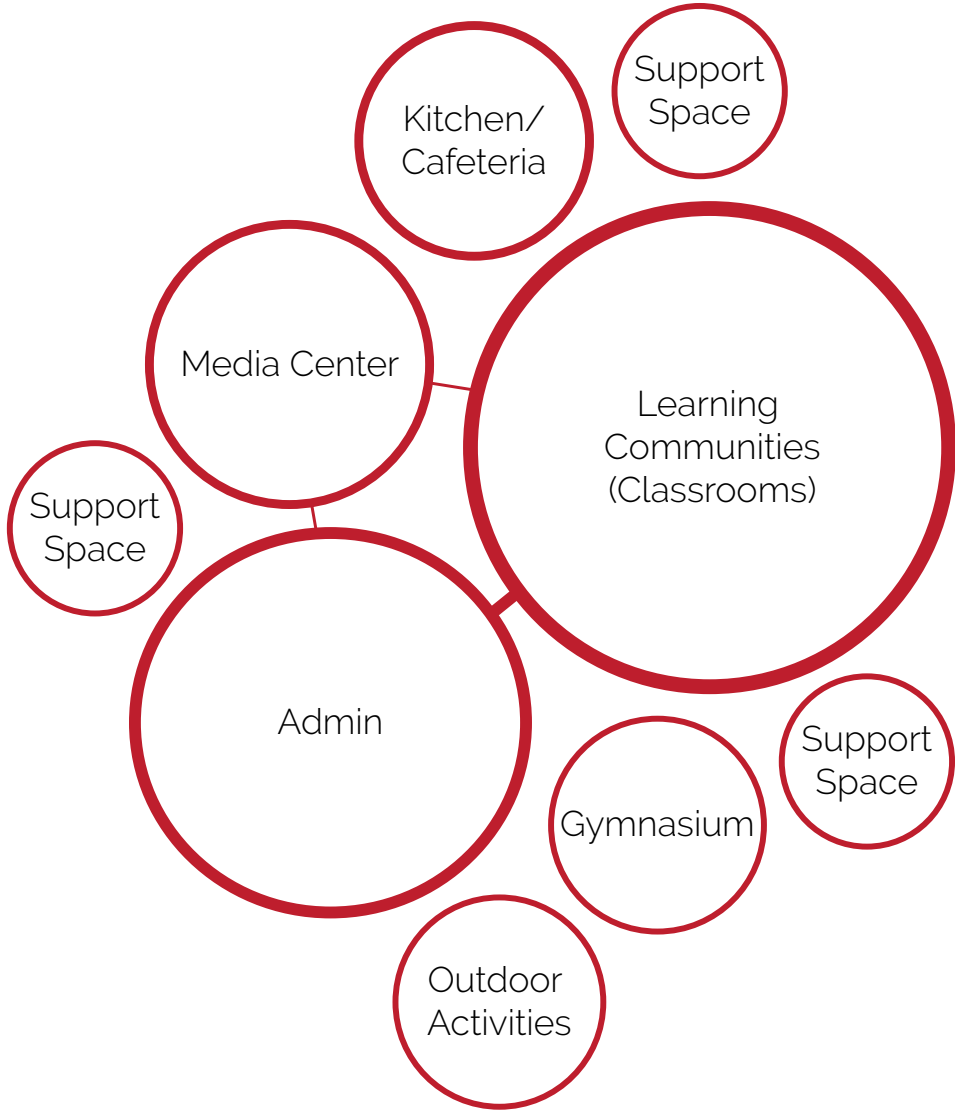 Support
Space
Kitchen/
Cafeteria
Media Center
Learning
Communities
(Classrooms)
Support
Space
Admin
Support
Space
Gymnasium
Outdoor
Activities